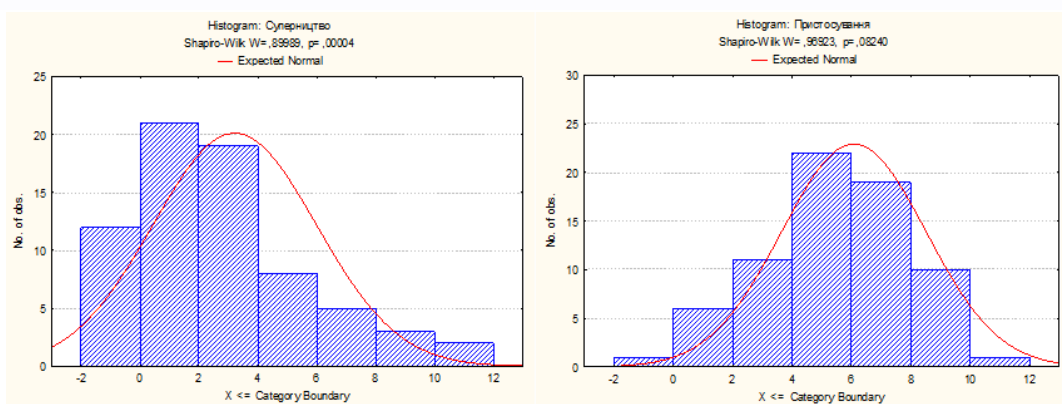 Histogram: Суперництво
Shapiro-Wilk W=,89989, p=,00004
Expected Normal
25
20
15
10
5
0
No. of obs.
-2 0 2 4 6 8 10 12
X <= Category Boundary
Histogram: Пристосування
Shapiro-Wilk W=,96923, p=,08240
Expected Normal
30
25
20
15
10
5
0
No. of obs.
-2 0 2 4 6 8 10 12
X <= Category Boundary